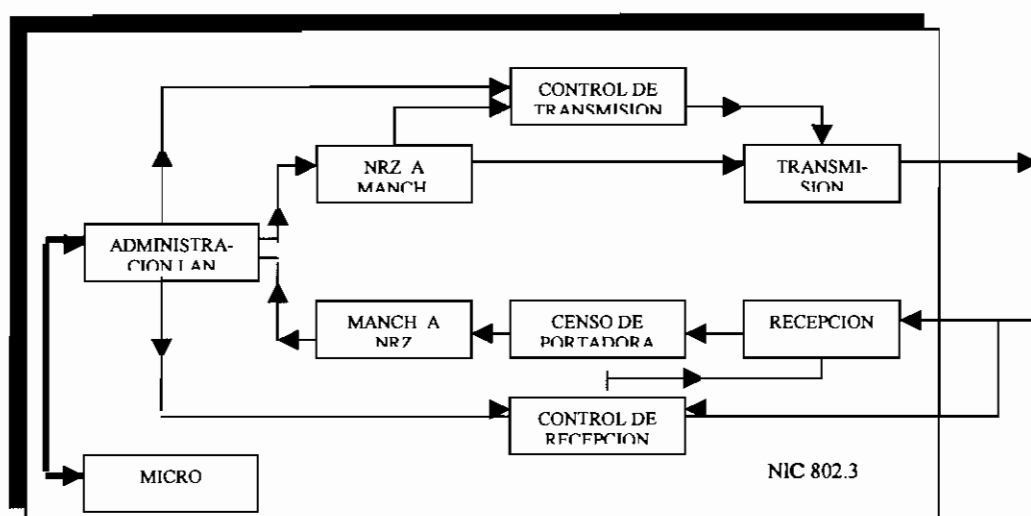 CONTROL DE
TRANSMISION
NRZ A
MANCH
TRANSMI-
SION
ADMINISTRA-
CION LAN
MANCH A
NRZ
CENSO DE
PORTADORA
RECEPCION
CONTROL DE
RECEPCION
MICRO
NIC 802.3